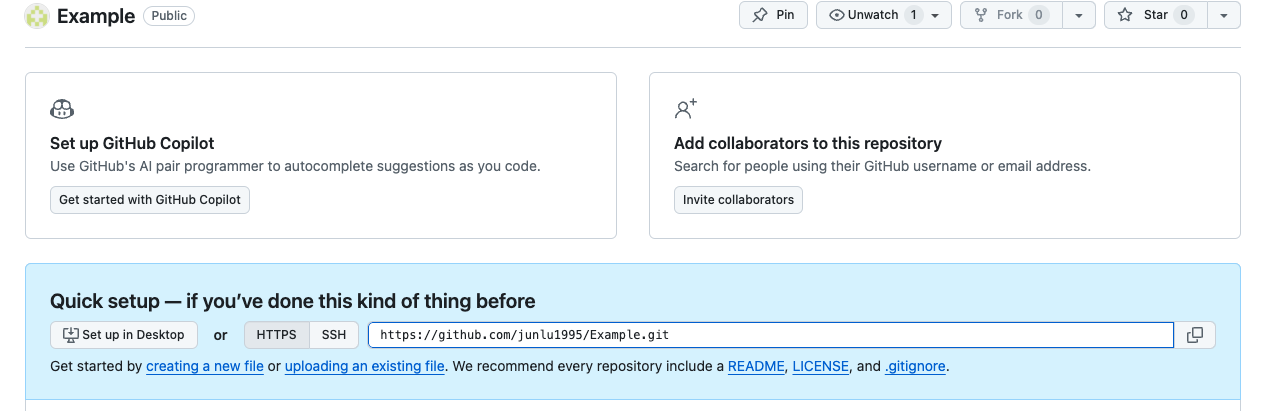 Example Public Pin Unwatch 1 Fork 0 Star 0
Set up GitHub Copilot
Use GitHub's AI pair programmer to autocomplete suggestions as you code.
Get started with GitHub Copilot
Add collaborators to this repository
Search for people using their GitHub username or email address.
Invite collaborators
Quick setup — if you’ve done this kind of thing before
Set up in Desktop or HTTPS SSH https://github.com/junlu1995/Example.git
Get started by creating a new file or uploading an existing file. We recommend every repository include a README, LICENSE, and .gitignore.